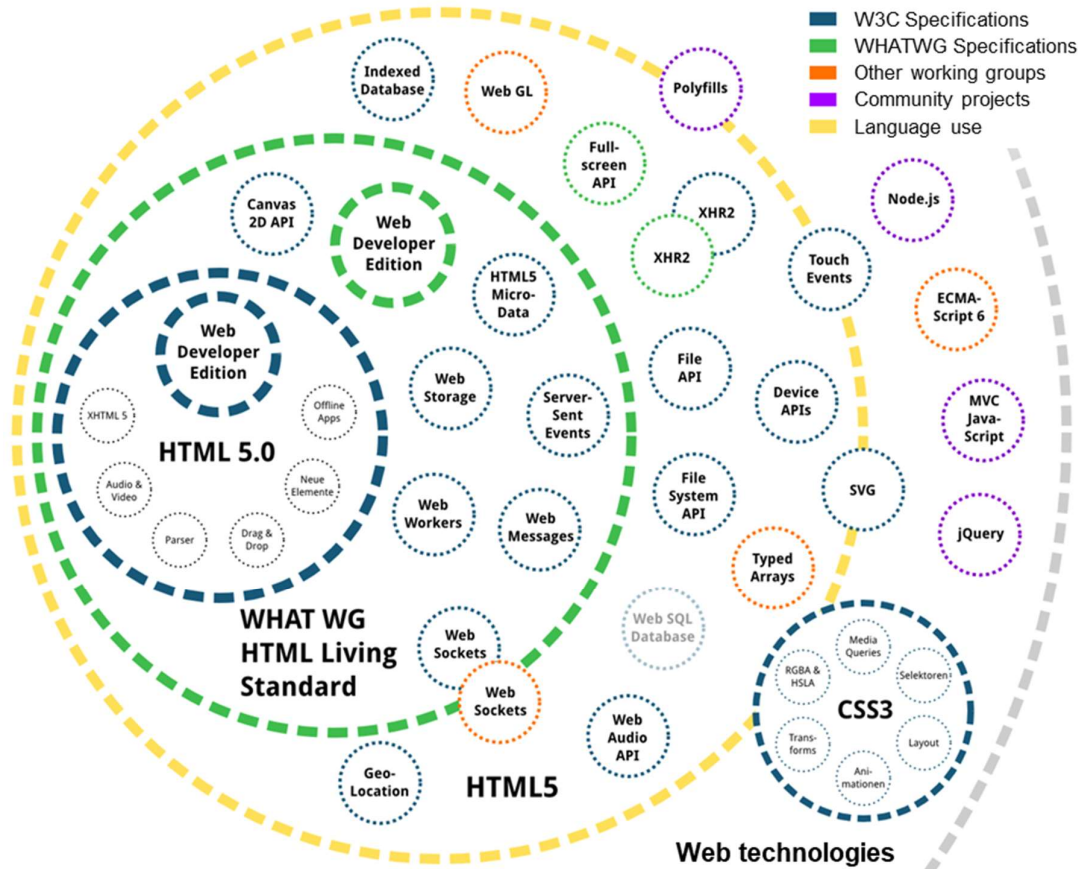 W3C Specifications
WHATWG Specifications
Other working groups
Community projects
Language use
Indexed
Database
Web GL
Polyfills
Full-
screen
API
Node.js
Canvas
2D API
Web
Developer
Edition
XHR2
XHR2
Touch
Events
HTML5
Micro-
Data
ECMA-
Script 6
Web
Developer
Edition
File
API
Web
Storage
Server-
Sent
Events
Device
APIs
MVC
Java-
Script
XHTML 5
Offline
Apps
HTML 5.0
Audio &
Video
Neue
Elemente
Parser
Drag &
Drop
Web
Workers
Web
Messages
File
System
API
SVG
jQuery
Typed
Arrays
WHAT WG
HTML Living
Standard
Web
Sockets
Web
Sockets
Web SQL
Database
Media
Queries
RGBA &
HSLA
Selektoren
CSS3
Trans-
forms
Layout
Ani-
mationen
Web
Audio
API
Geo-
Location
HTML5
Web technologies